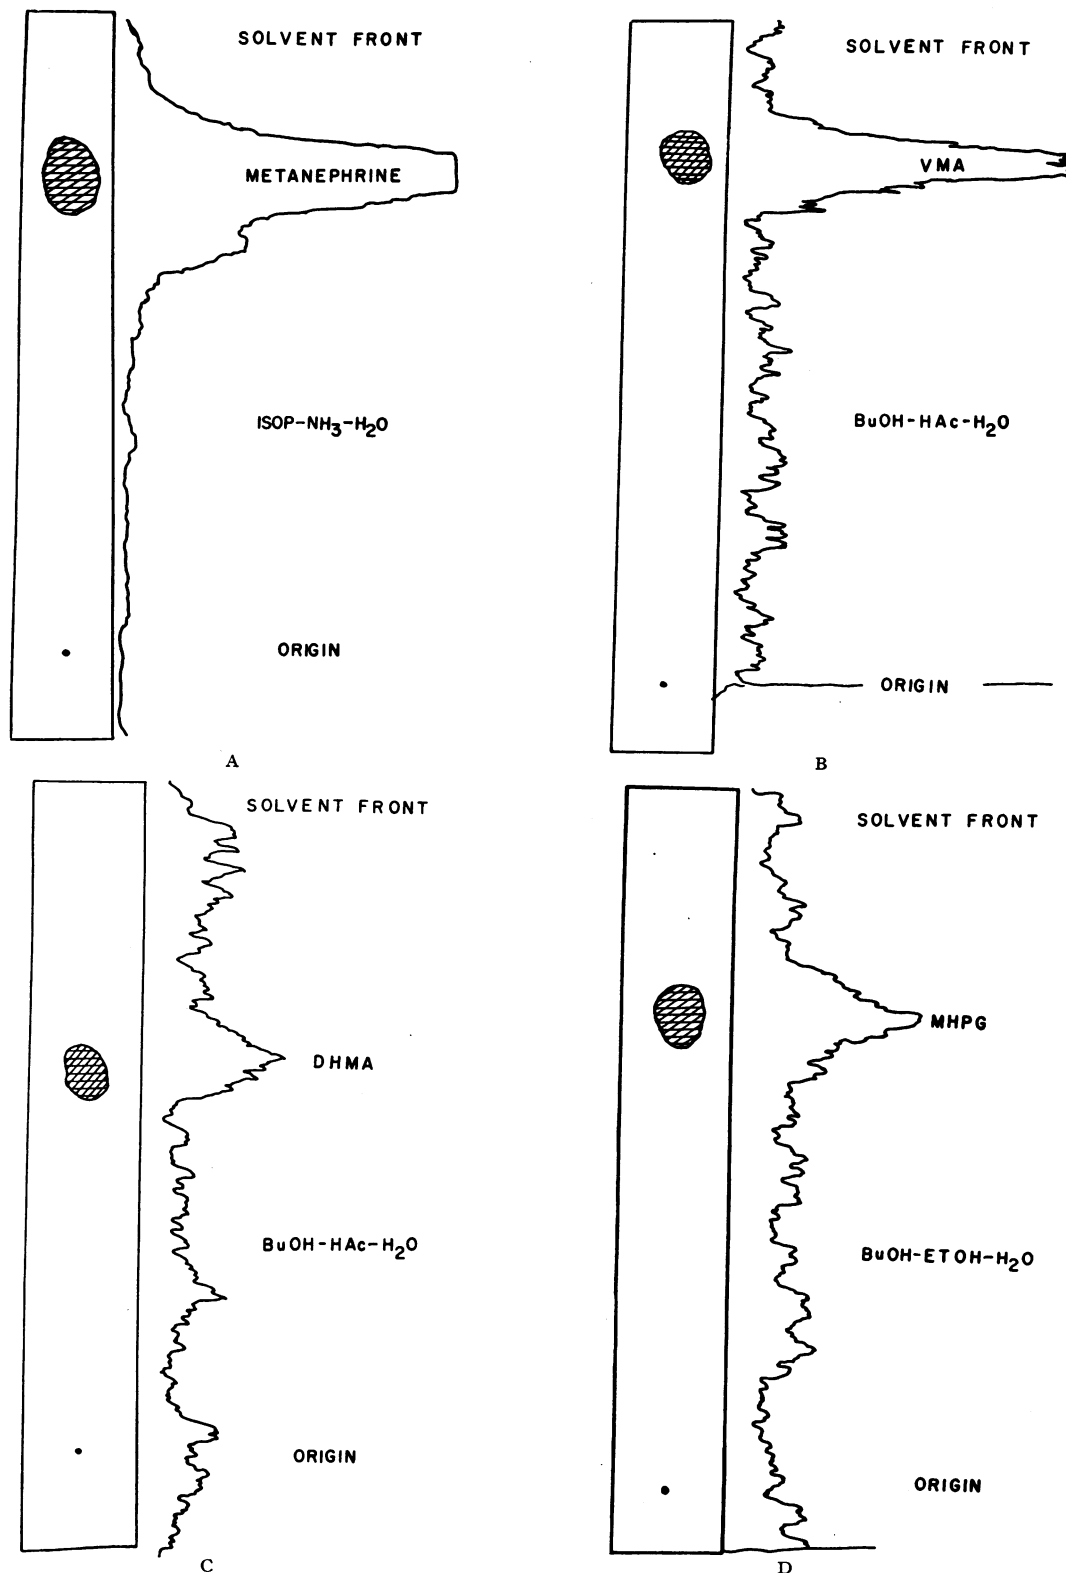 SOLVENT FRONT
METANEPHRINE
ISOP-NH3-H2O
ORIGIN
A
SOLVENT FRONT
VMA
BuOH-HAc-H2O
ORIGIN
B
SOLVENT FRONT
DHMA
BuOH-HAc-H2O
ORIGIN
C
SOLVENT FRONT
MHPG
BuOH-ETOH-H2O
ORIGIN
D